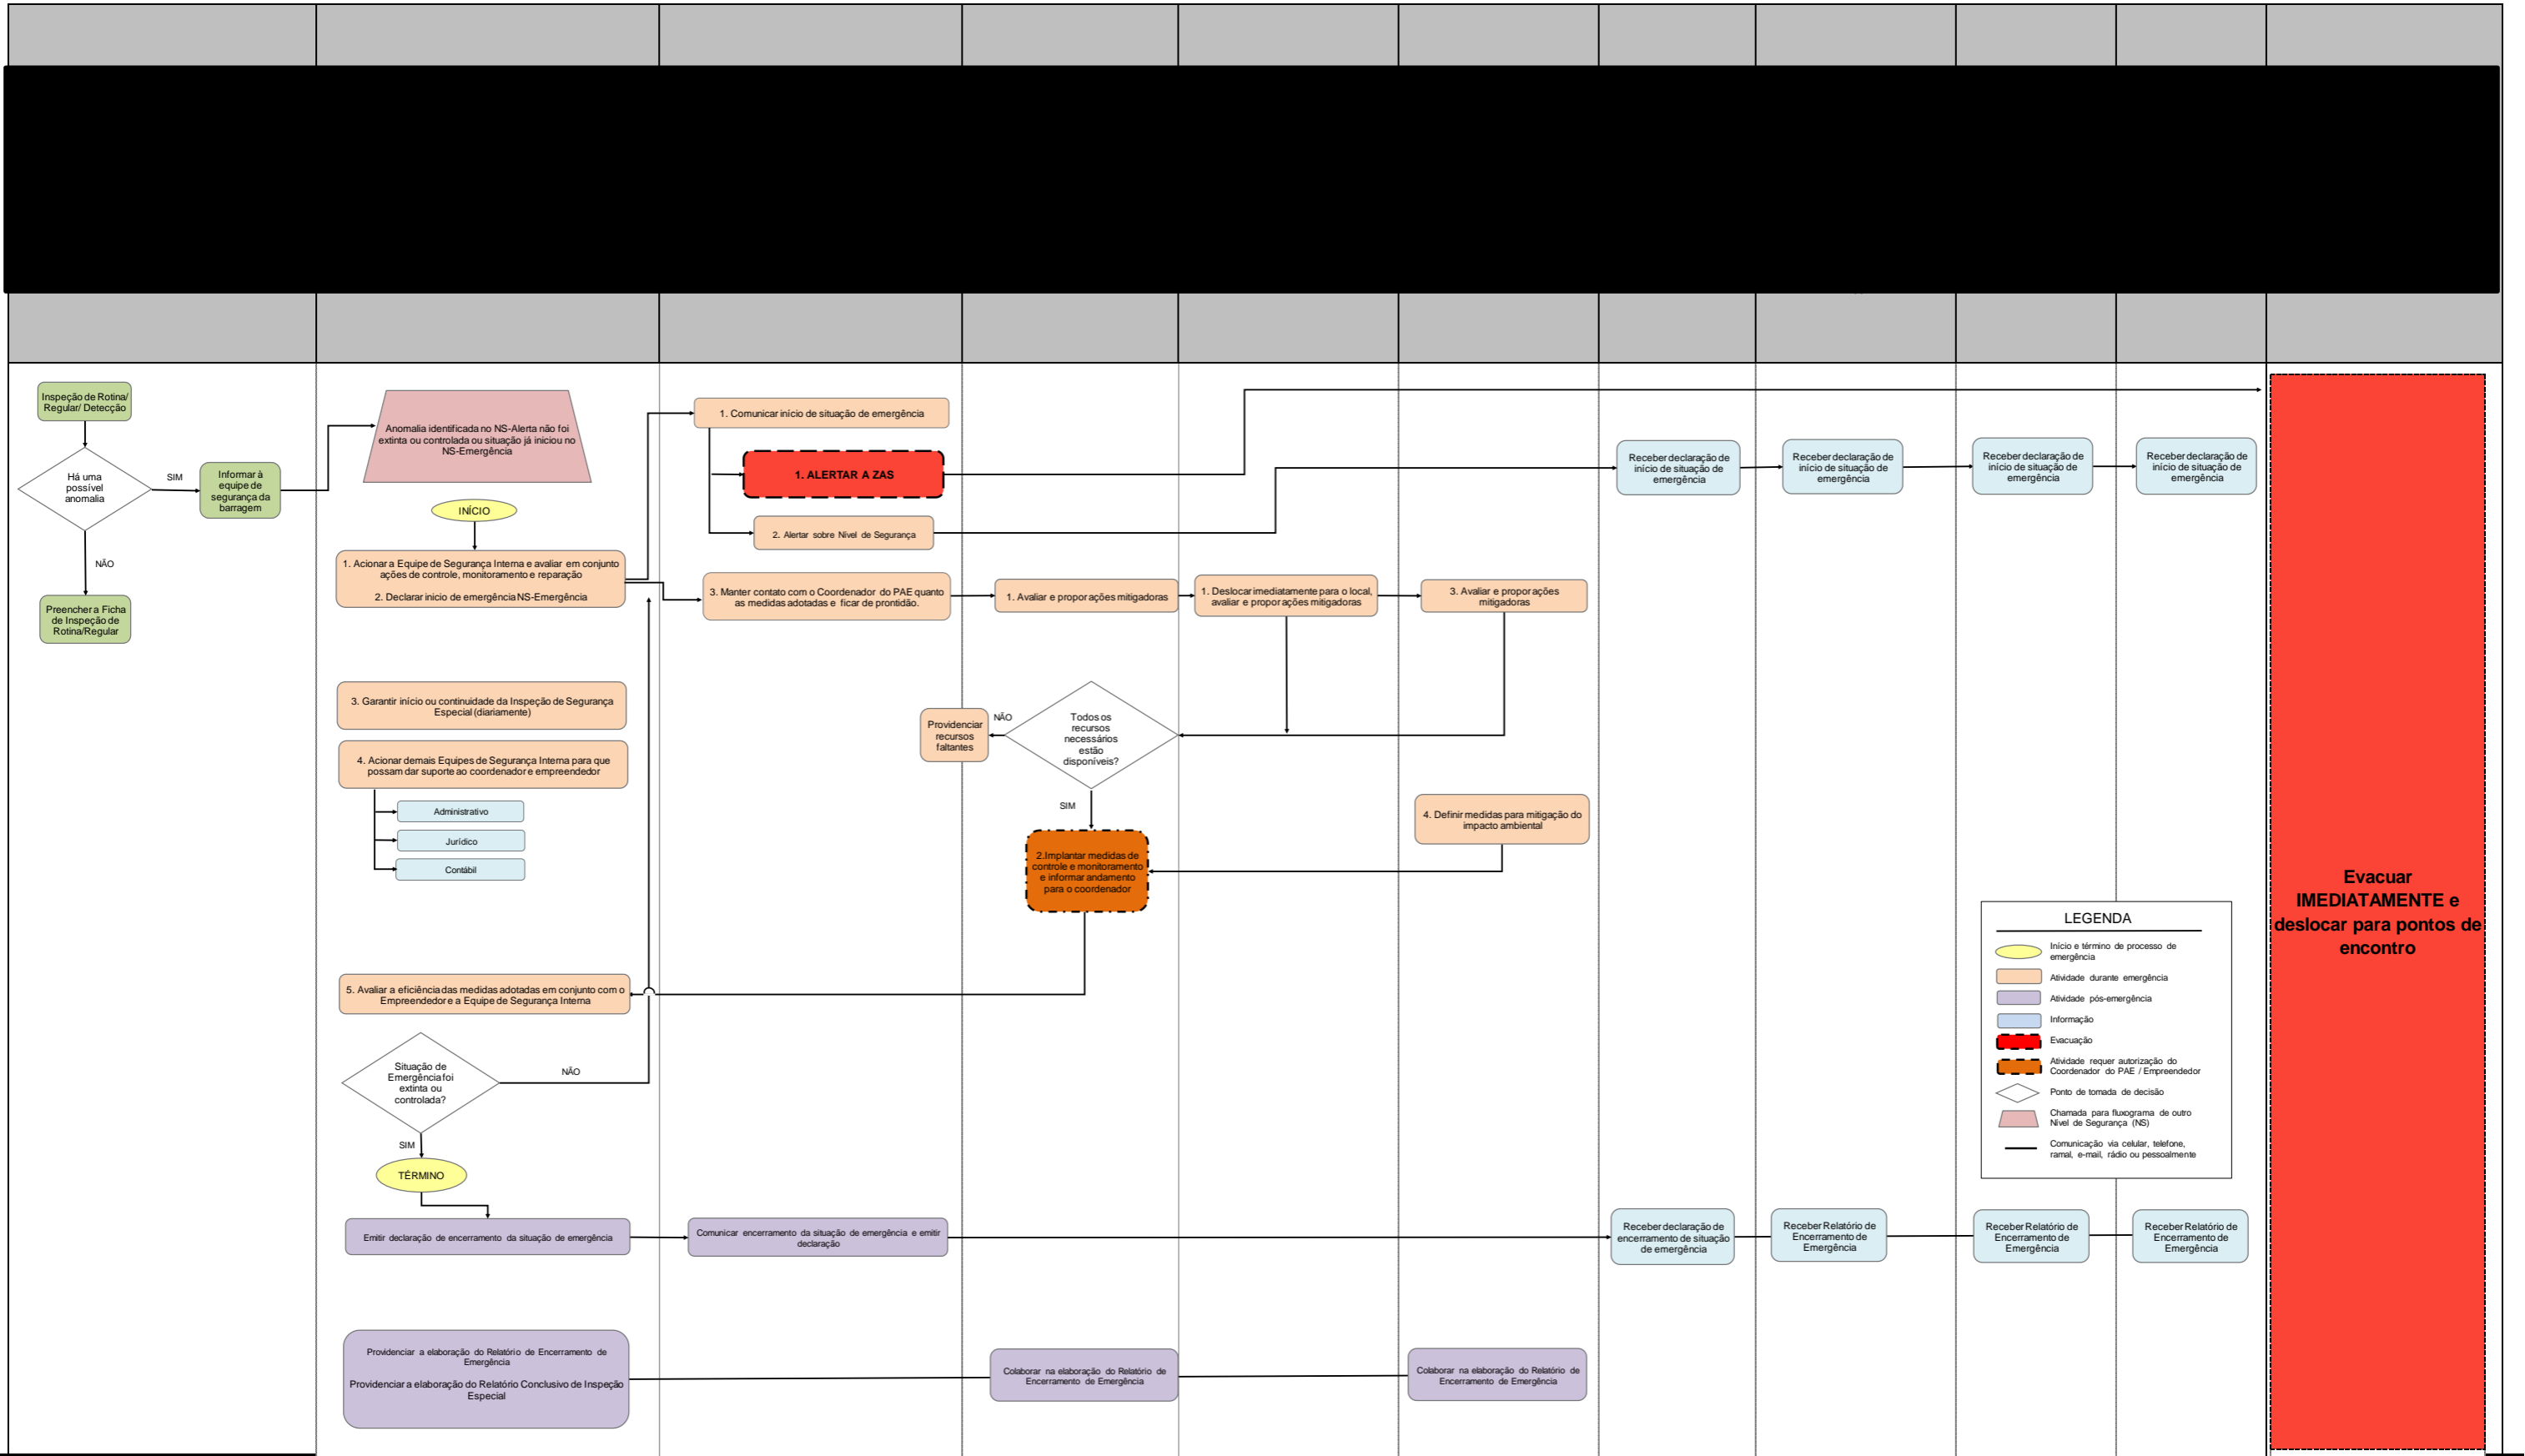 Inspeção de Rotina/
Regular/ Detecção
Há uma
possível
anomalia
SIM
Informar à
equipe de
segurança da
barragem
NÃO
Preencher a Ficha
de Inspeção de
Rotina/Regular
Anomalia identificada no NS-Alerta não foi
extinta ou controlada ou situação já iniciou no
NS-Emergência
INÍCIO
1. Acionar a Equipe de Segurança Interna e avaliar em conjunto
ações de controle, monitoramento e reparação
2. Declarar inicio de emergência NS-Emergência
3. Garantir início ou continuidade da Inspeção de Segurança
Especial (diariamente)
4. Acionar demais Equipes de Segurança Interna para que
possam dar suporte ao coordenador e empreendedor
Administrativo
Jurídico
Contábil
5. Avaliar a eficiência das medidas adotadas em conjunto com o
Empreendedor e a Equipe de Segurança Interna
Situação de
Emergência foi
extinta ou
controlada?
NÃO
SIM
TÉRMINO
Emitir declaração de encerramento da situação de emergência
Providenciar a elaboração do Relatório de Encerramento de
Emergência
Providenciar a elaboração do Relatório Conclusivo de Inspeção
Especial
1. Comunicar início de situação de emergência
1. ALERTAR A ZAS
2. Alertar sobre Nível de Segurança
3. Manter contato com o Coordenador do PAE quanto
as medidas adotadas e ficar de prontidão.
Comunicar encerramento da situação de emergência e emitir
declaração
1. Avaliar e propor ações mitigadoras
Providenciar
recursos
faltantes
NÃO
Todos os
recursos
necessários
estão
disponíveis?
SIM
2.Implantar medidas de
controle e monitoramento
e informar andamento
para o coordenador
Colaborar na elaboração do Relatório de
Encerramento de Emergência
1. Deslocar imediatamente para o local,
avaliar e propor ações mitigadoras
3. Avaliar e propor ações
mitigadoras
4. Definir medidas para mitigação do
impacto ambiental
Colaborar na elaboração do Relatório de
Encerramento de Emergência
Receber declaração de
início de situação de
emergência
Receber declaração de
início de situação de
emergência
Receber declaração de
início de situação de
emergência
Receber declaração de
início de situação de
emergência
Receber declaração de
encerramento de situação
de emergência
Receber Relatório de
Encerramento de
Emergência
Receber Relatório de
Encerramento de
Emergência
Receber Relatório de
Encerramento de
Emergência
LEGENDA
Início e término de processo de
emergência
Atividade durante emergência
Atividade pós-emergência
Informação
Evacuação
Atividade requer autorização do
Coordenador do PAE / Empreendedor
Ponto de tomada de decisão
Chamada para fluxograma de outro
Nível de Segurança (NS)
Comunicação via celular, telefone,
ramal, e-mail, rádio ou pessoalmente
Evacuar
IMEDIATAMENTE e
deslocar para pontos de
encontro